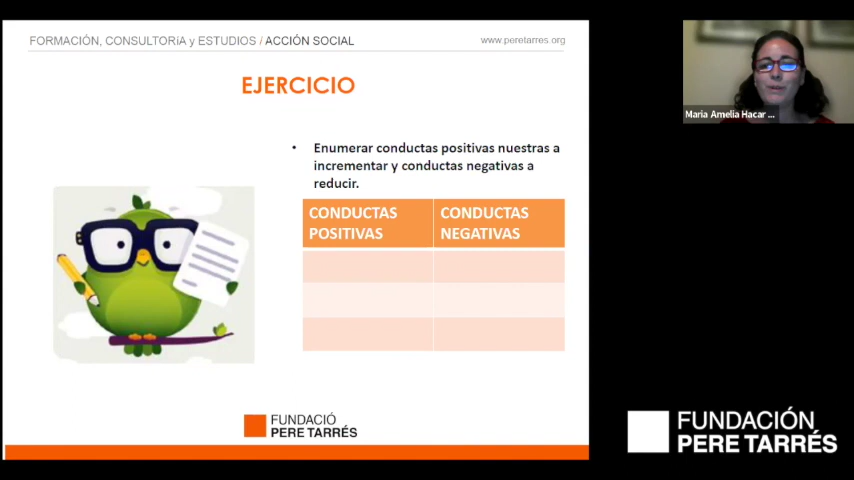 FORMACIÓN, CONSULTORíA y ESTUDIOS / ACCIÓN SOCIAL
www.peretarres.org
EJERCICIO
• Enumerar conductas positivas nuestras a
incrementar y conductas negativas a
reducir.
CONDUCTAS
POSITIVAS
CONDUCTAS
NEGATIVAS
FUNDACIÓ
PERE TARRÉS
Maria Amelia Hacar ...
FUNDACIÓN
PERE TARRÉS